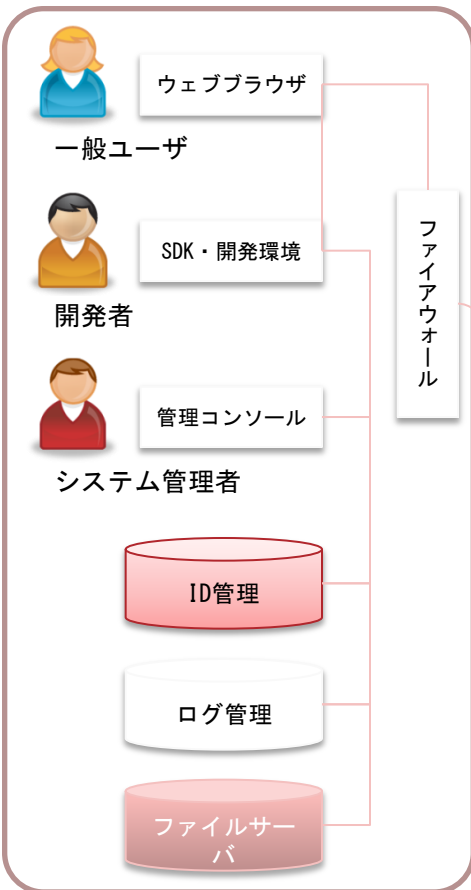 ウェブブラウザ
一般ユーザ
SDK・開発環境
開発者
ファイアウォール
管理コンソール
システム管理者
ID管理
ログ管理
ファイルサー
バ